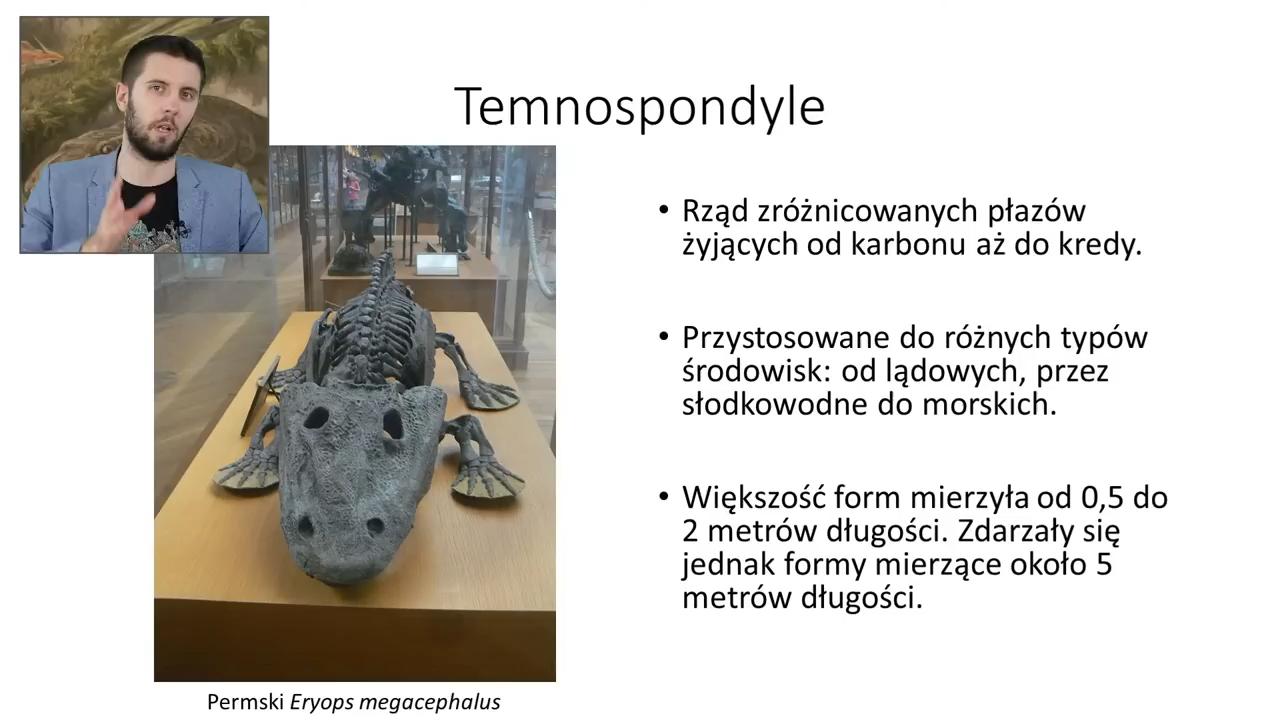 Temnospondyle
• Rząd zróżnicowanych płazów
żyjących od karbonu aż do kredy.
• Przystosowane do różnych typów
środowisk: od lądowych, przez
słodkowodne do morskich.
• Większość form mierzyła od 0,5 do
2 metrów długości. Zdarzały się
jednak formy mierzące około 5
metrów długości.
Permski Eryops megacephalus